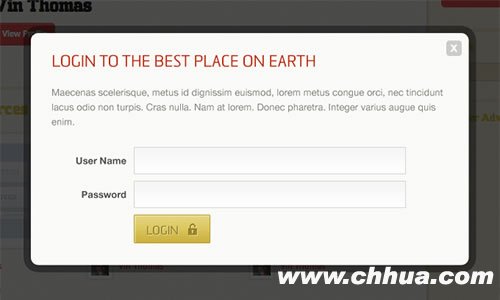 Vin Thomas
View
x
LOGIN TO THE BEST PLACE ON EARTH
Maecenas scelerisque, metus id dignissim euismod, lorem metus congue orci, nec tincidunt
lacus odio non turpis. Cras nulla. Nam at lorem. Donec pharetra. Integer varius augue quis
enim.
User Name
Password
LOGIN
Vin Thomas
www.chhua.com